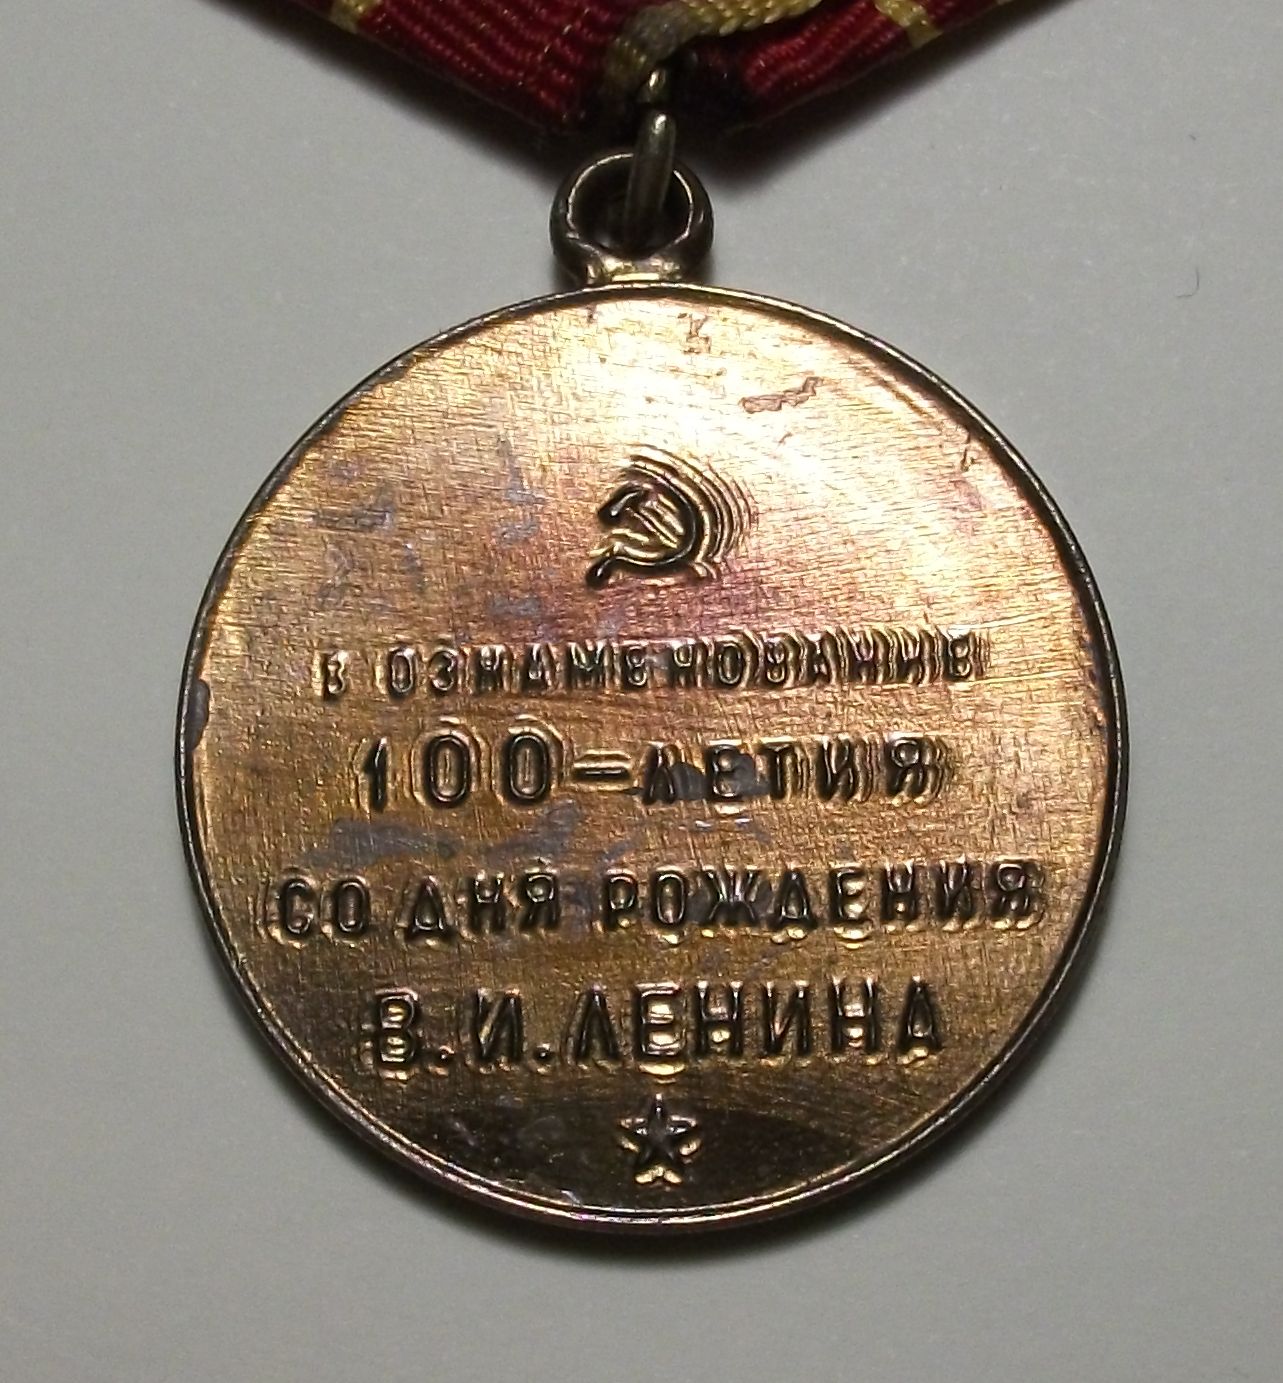 В ОЗНАМЕНОВАНИЕ
100=ЛЕТИЯ
СО ДНЯ РОЖДЕНИЯ
В.И.ЛЕНИНА